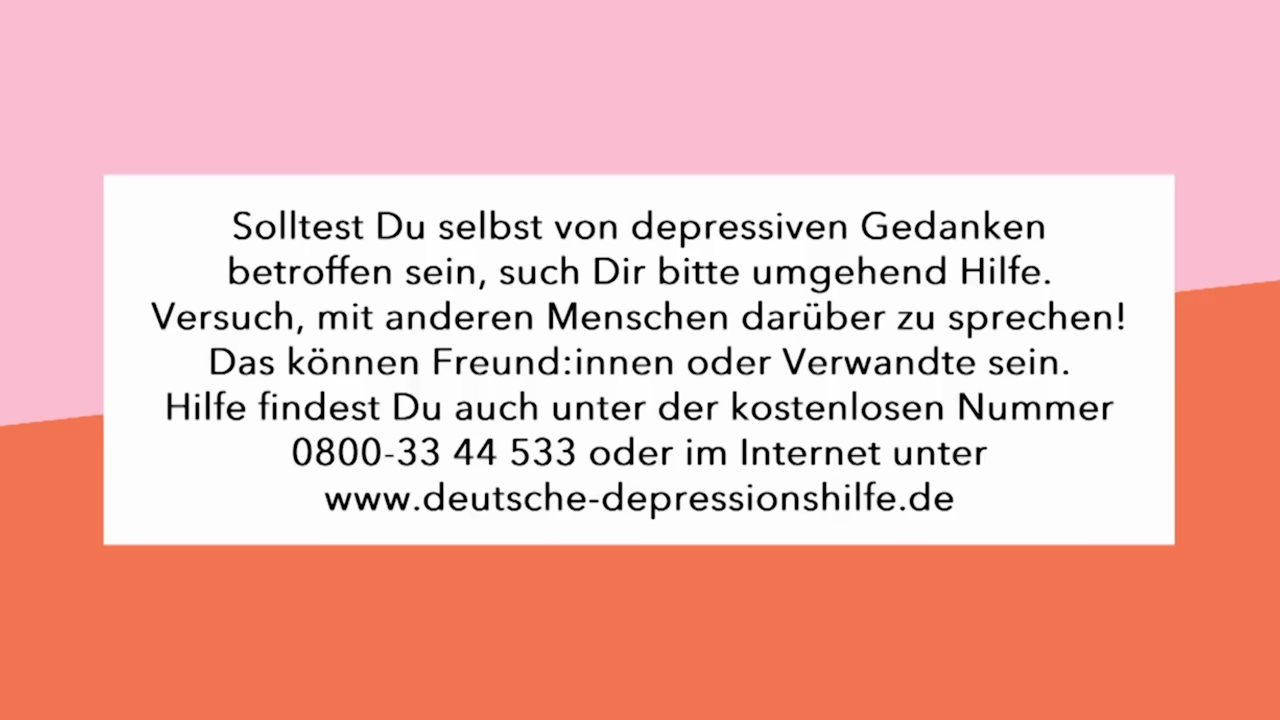 Solltest Du selbst von depressiven Gedanken
betroffen sein, such Dir bitte umgehend Hilfe.
Versuch, mit anderen Menschen darüber zu sprechen!
Das können Freund:innen oder Verwandte sein.
Hilfe findest Du auch unter der kostenlosen Nummer
0800-33 44 533 oder im Internet unter
www.deutsche-depressionshilfe.de